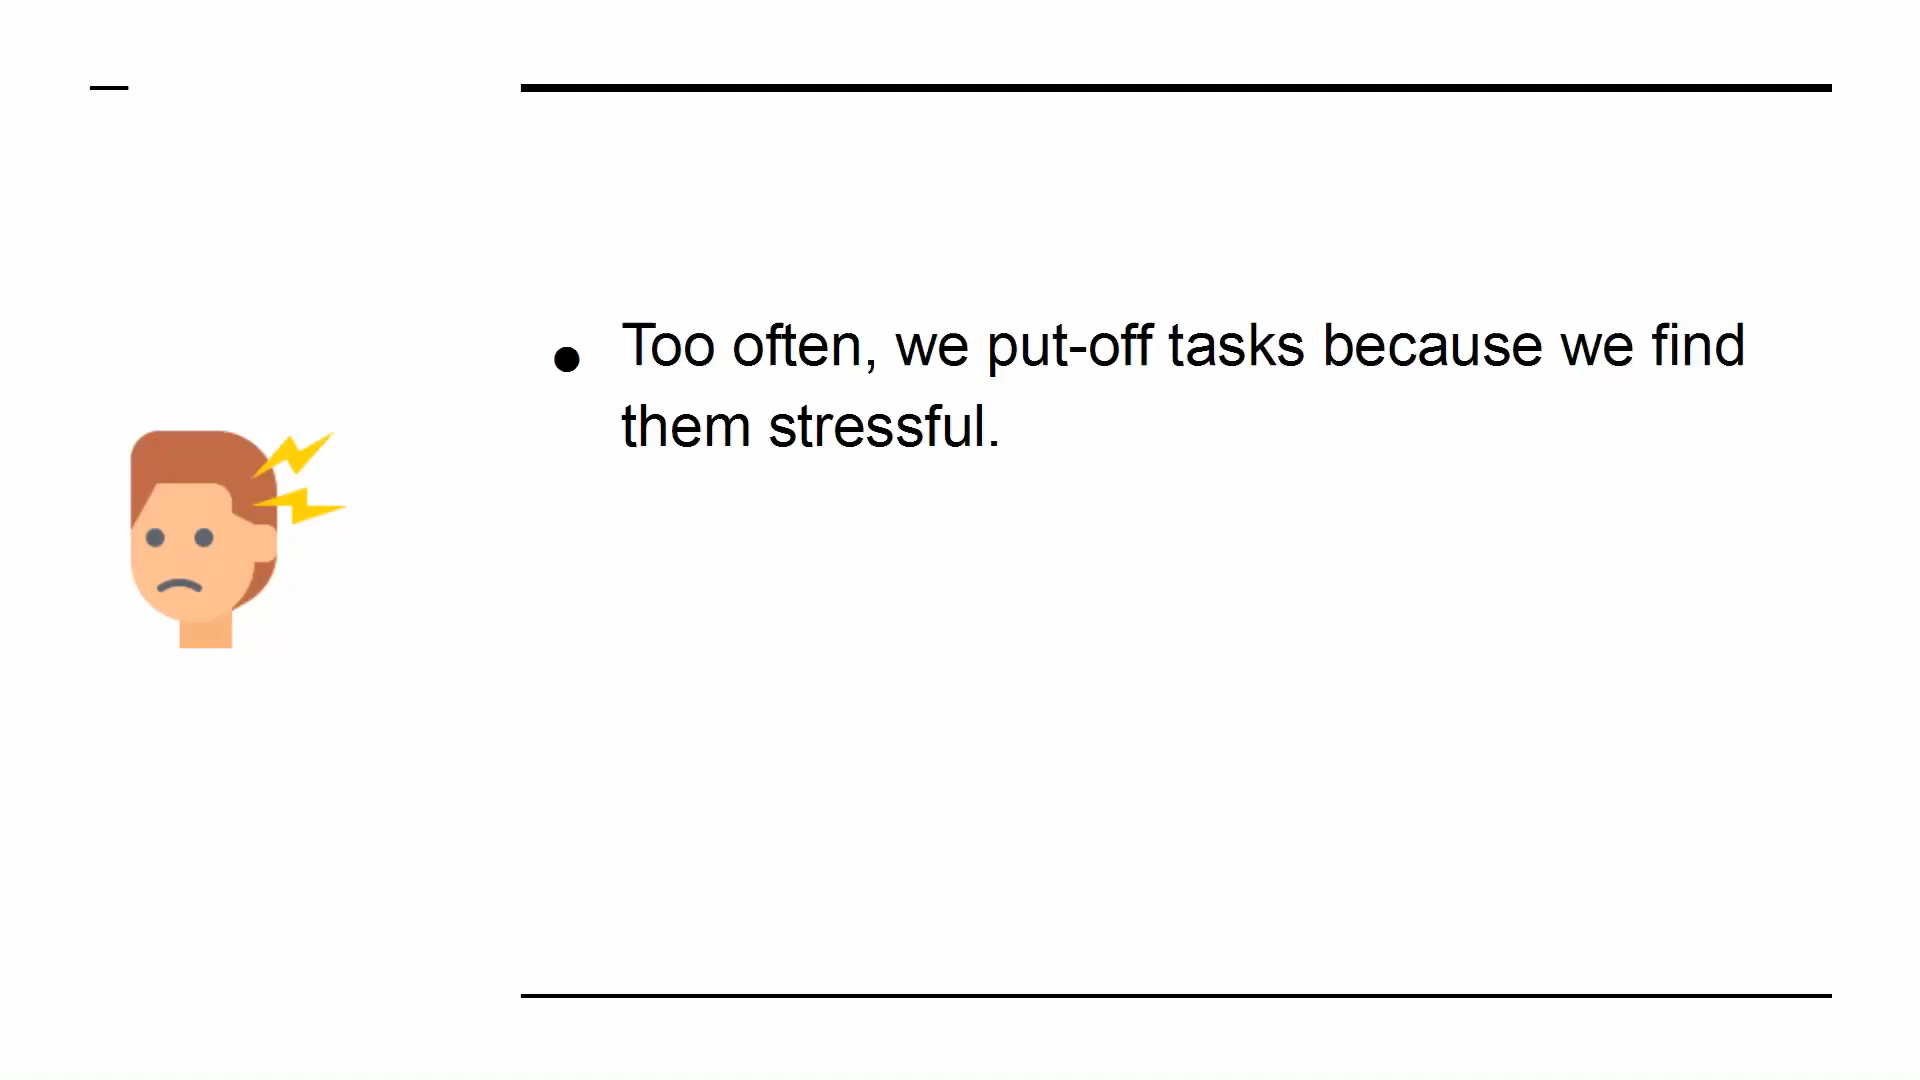 Too often, we put-off tasks because we find
them stressful.